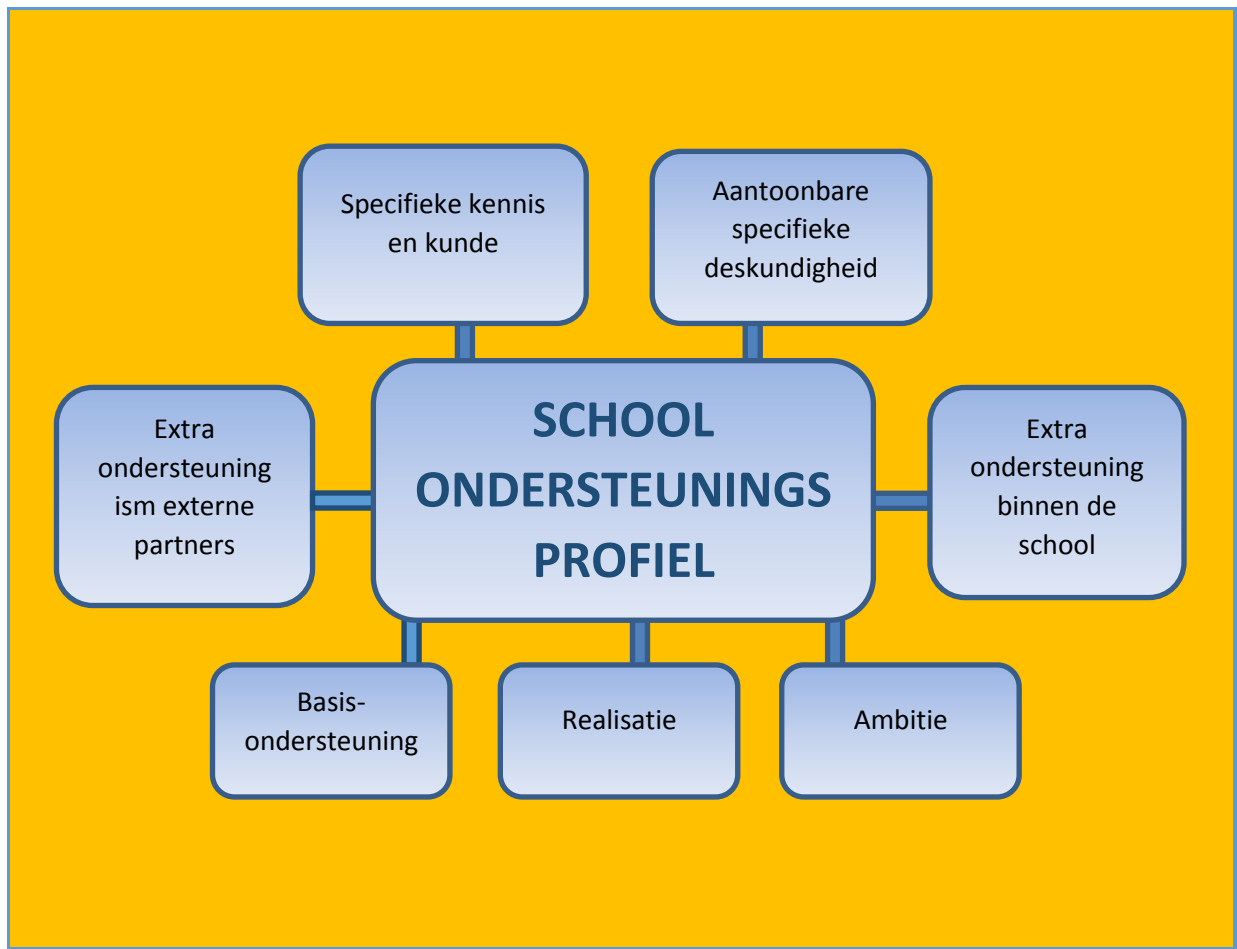 Specifieke kennis
en kunde
Aantoonbare
specifieke
deskundigheid
Extra
ondersteuning
ism externe
partners
SCHOOL
ONDERSTEUNINGS
PROFIEL
Extra
ondersteuning
binnen de
school
Basis-
ondersteuning
Realisatie
Ambitie